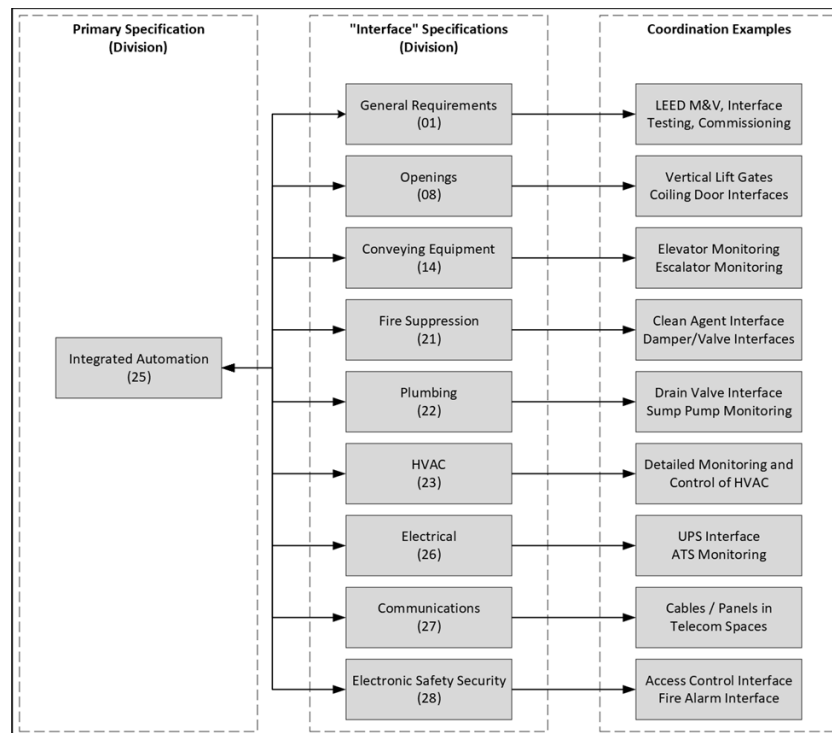 Primary Specification
(Division)
"Interface" Specifications
(Division)
Coordination Examples
General Requirements
(01)
LEED M&V, Interface
Testing, Commissioning
Openings
(08)
Vertical Lift Gates
Coiling Door Interfaces
Conveying Equipment
(14)
Elevator Monitoring
Escalator Monitoring
Integrated Automation
(25)
Fire Suppression
(21)
Clean Agent Interface
Damper/Valve Interfaces
Plumbing
(22)
Drain Valve Interface
Sump Pump Monitoring
HVAC
(23)
Detailed Monitoring and
Control of HVAC
Electrical
(26)
UPS Interface
ATS Monitoring
Communications
(27)
Cables / Panels in
Telecom Spaces
Electronic Safety Security
(28)
Access Control Interface
Fire Alarm Interface